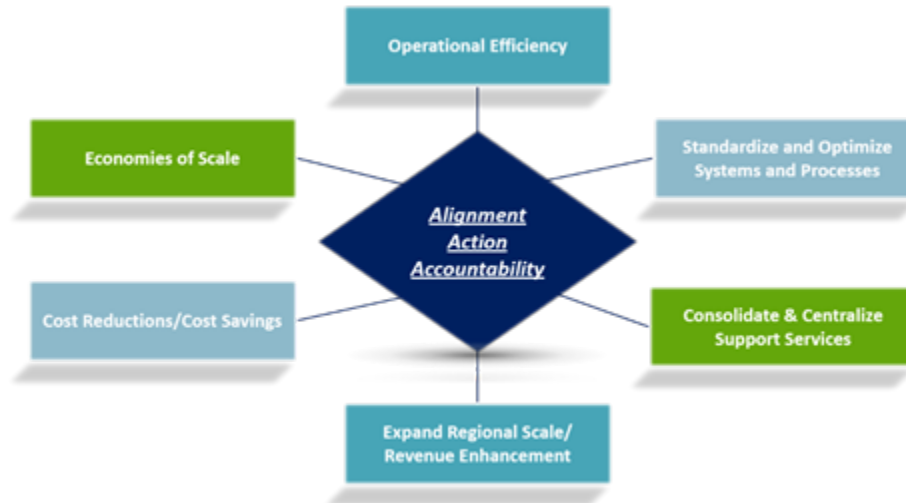 Operational Efficiency
Economies of Scale
Standardize and Optimize
Systems and Processes
Alignment
Action
Accountability
Cost Reductions/Cost Savings
Consolidate & Centralize
Support Services
Expand Regional Scale/
Revenue Enhancement